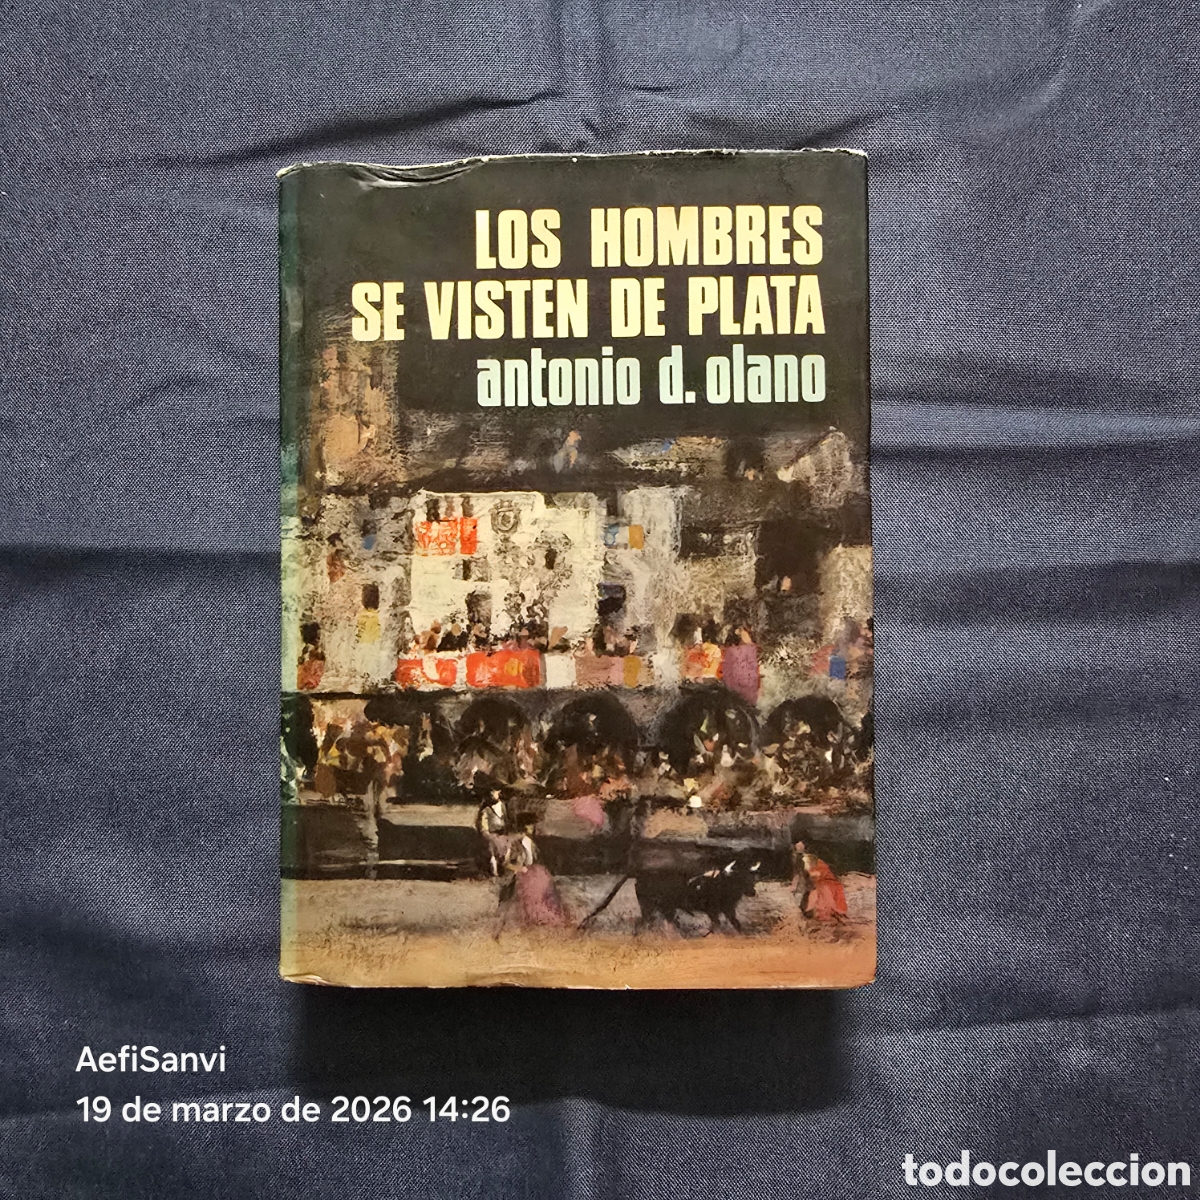 LOS HOMBRES
SE VISTEN DE PLATA
antonio d. olano
AefiSanvi
19 de marzo de 2026 14:26
todocoleccion